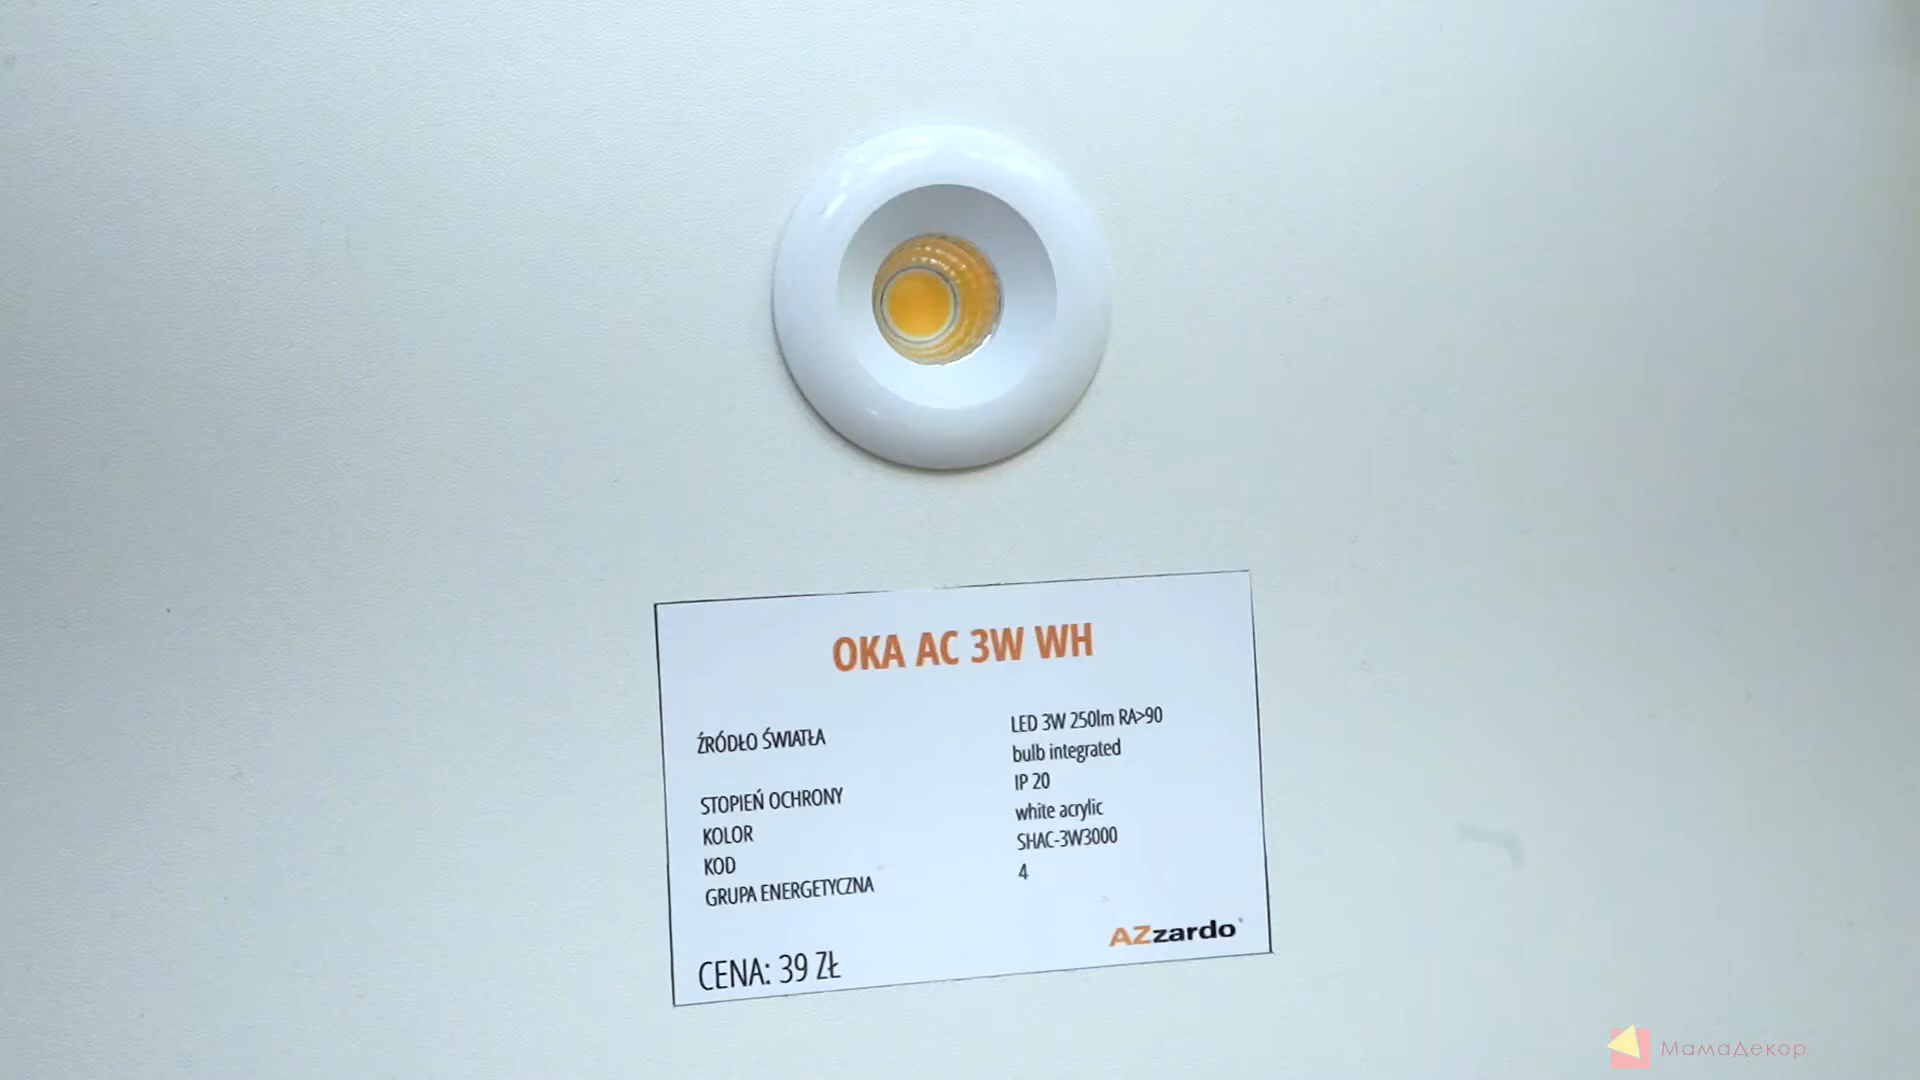 OKA AC 3W WH
ŹRÓDŁO ŚWIATŁA
LED 3W 250lm RA>90
bulb integrated
STOPIEŃ OCHRONY
IP 20
KOLOR
white acrylic
KOD
SHAC-3W3000
GRUPA ENERGETYCZNA
4
AZzardo
CENA: 39 ZŁ
МамаДекор